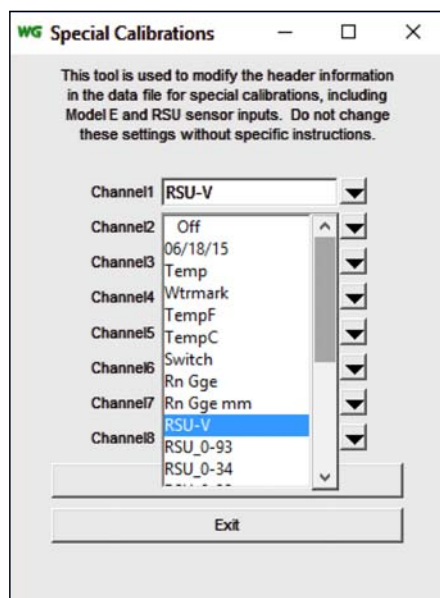 WG Special Calibrations
This tool is used to modify the header information
in the data file for special calibrations, including
Model E and RSU sensor inputs. Do not change
these settings without specific instructions.
Channel1 RSU-V
Channel2 Off
06/18/15
Channel3 Temp
Wtrmark
Channel4 TempF
TempC
Channel5 Switch
Channel6 Rn Gge
Channel7 Rn Gge mm
RSU-V
Channel8 RSU_0-93
RSU_0-34
Exit